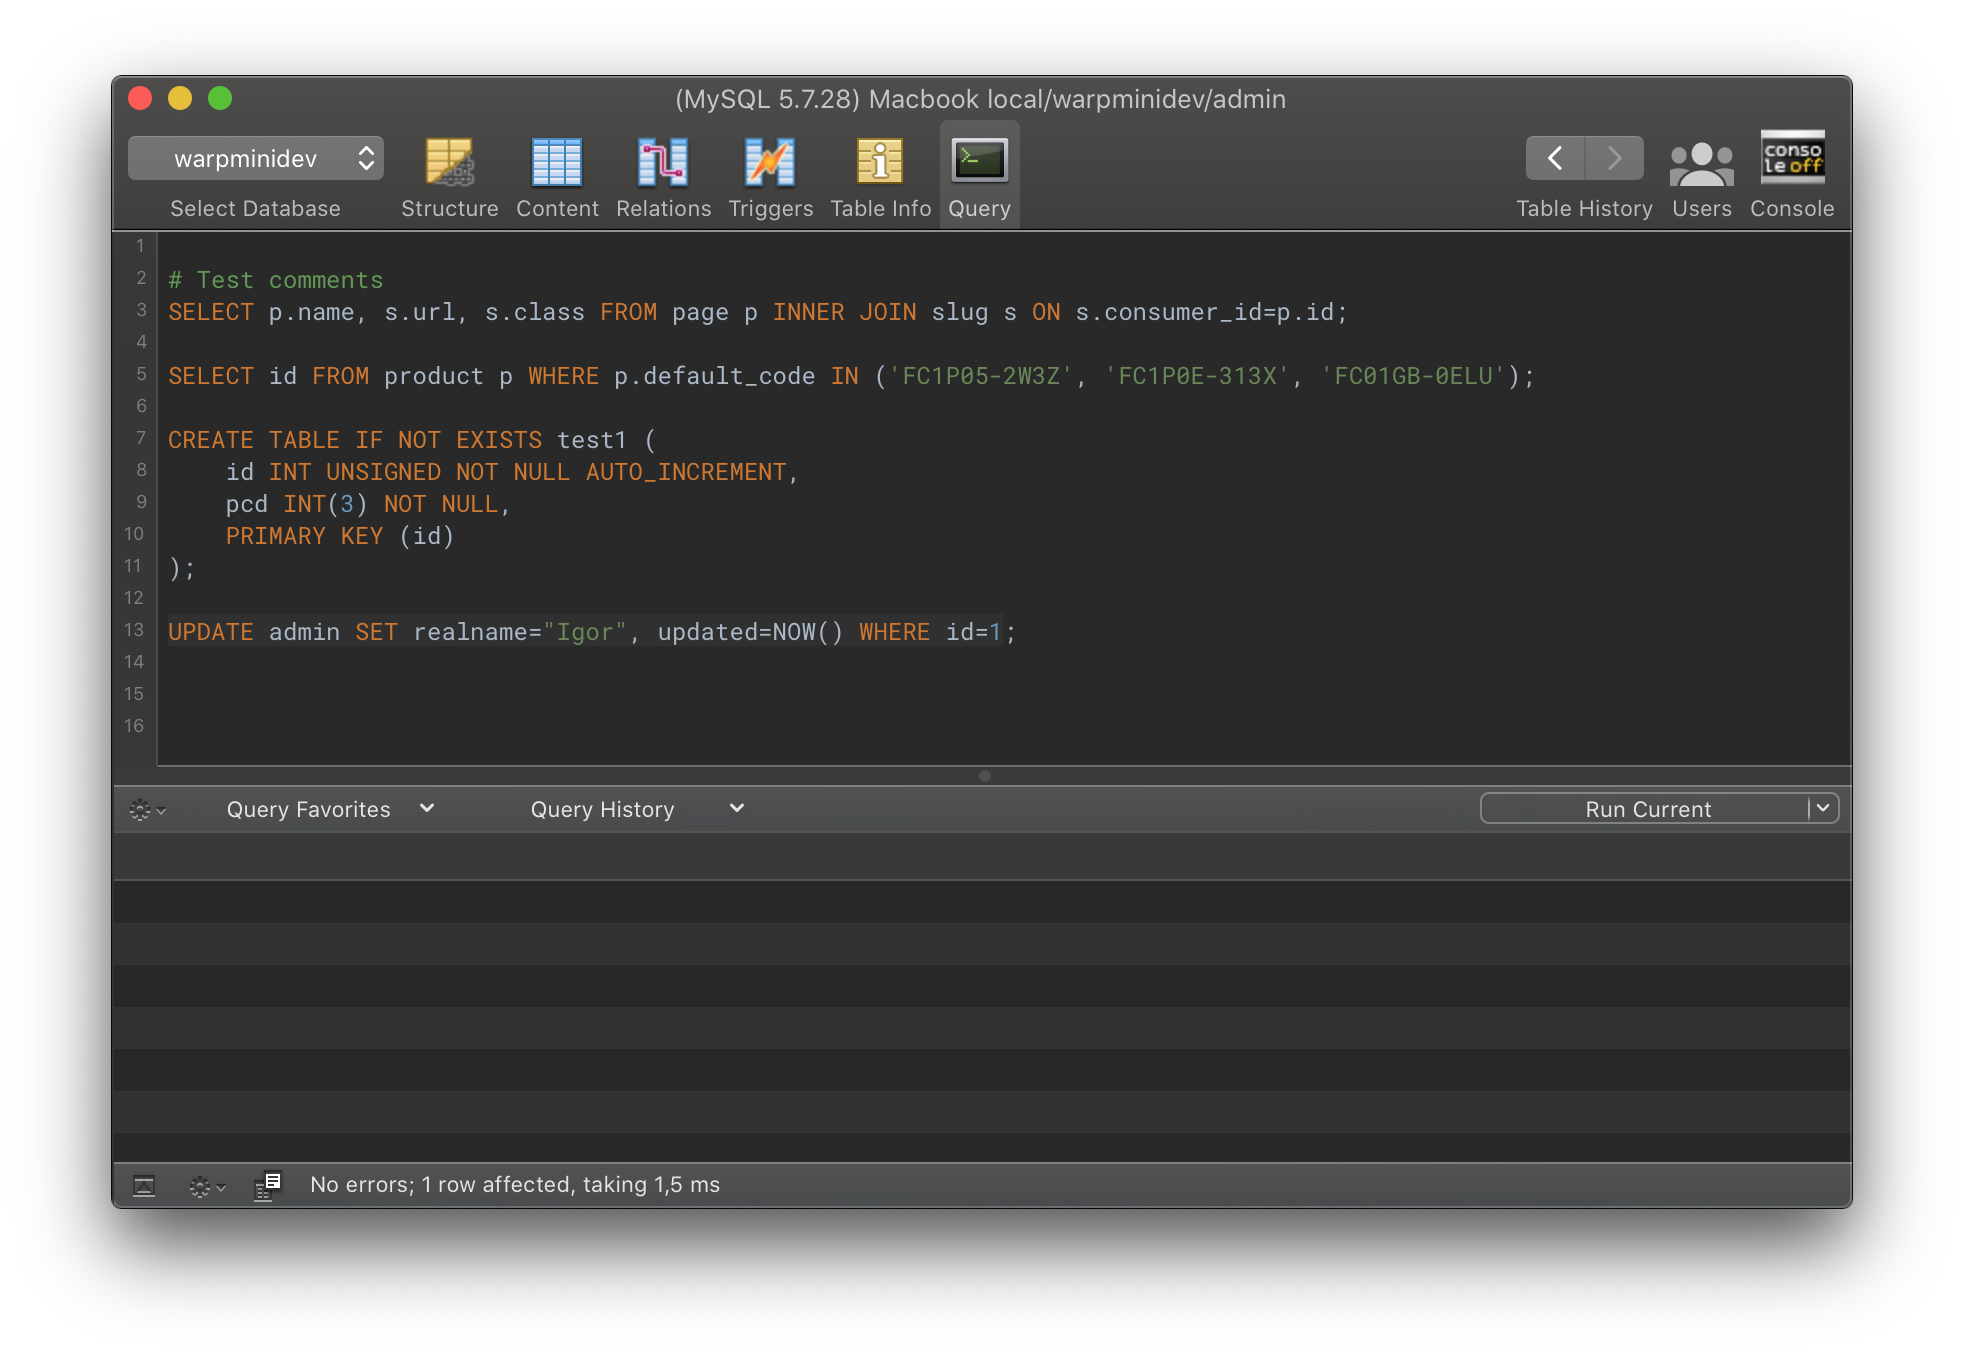 (MySQL 5.7.28) Macbook local/warpminidev/admin
warpminidev
conso
le off
Select Database Structure Content Relations Triggers Table Info Query Table History Users Console
1
2 # Test comments
3 SELECT p.name, s.url, s.class FROM page p INNER JOIN slug s ON s.consumer_id=p.id;
4
5 SELECT id FROM product p WHERE p.default_code IN ('FC1P05-2W3Z', 'FC1P0E-313X', 'FC01GB-0ELU');
6
7 CREATE TABLE IF NOT EXISTS test1 (
8     id INT UNSIGNED NOT NULL AUTO_INCREMENT,
9     pcd INT(3) NOT NULL,
10     PRIMARY KEY (id)
11 );
12
13 UPDATE admin SET realname="Igor", updated=NOW() WHERE id=1;
14
15
16
Query Favorites Query History Run Current
No errors; 1 row affected, taking 1,5 ms